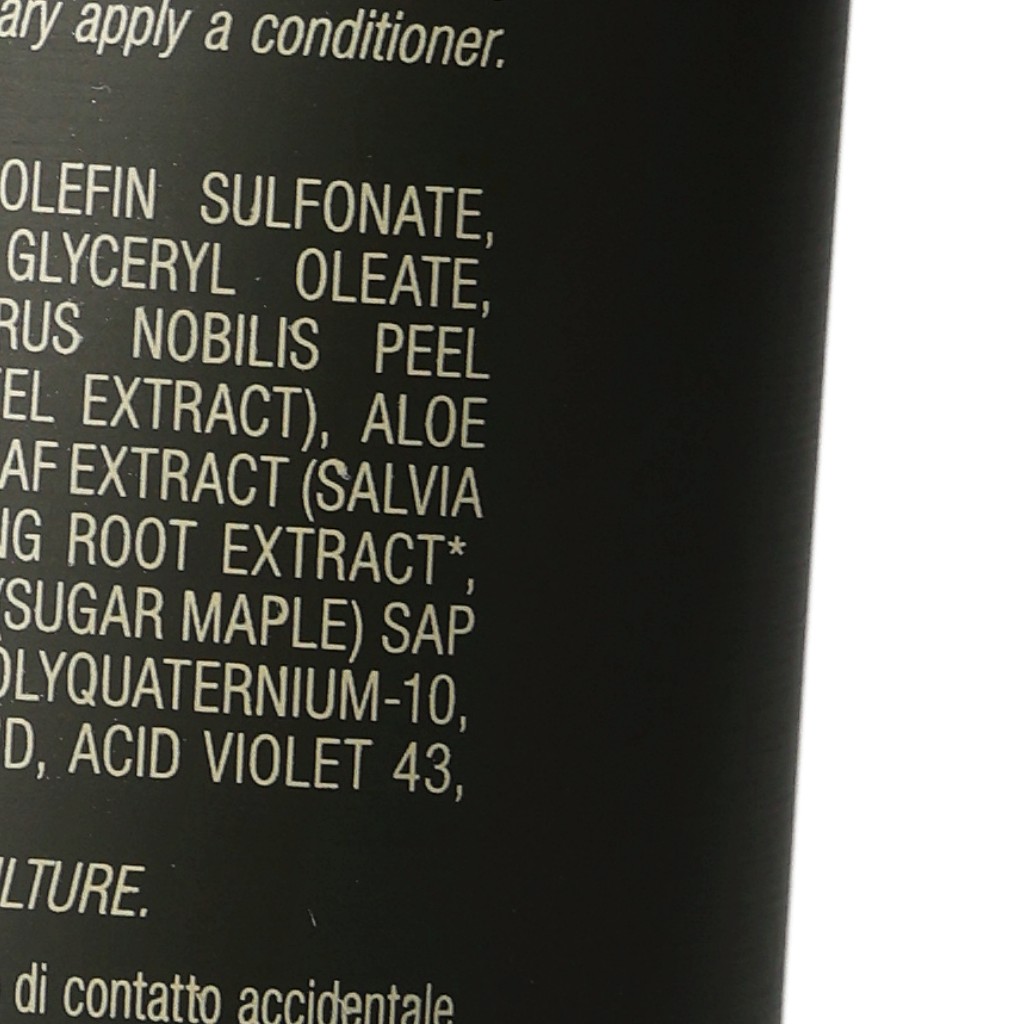 ary apply a conditioner.
OLEFIN SULFONATE,
GLYCERYL OLEATE,
RUS NOBILIS PEEL
EL EXTRACT), ALOE
AF EXTRACT (SALVIA
NG ROOT EXTRACT*,
(SUGAR MAPLE) SAP
OLYQUATERNIUM-10,
D, ACID VIOLET 43,
LTURE.
di contatto accidentale